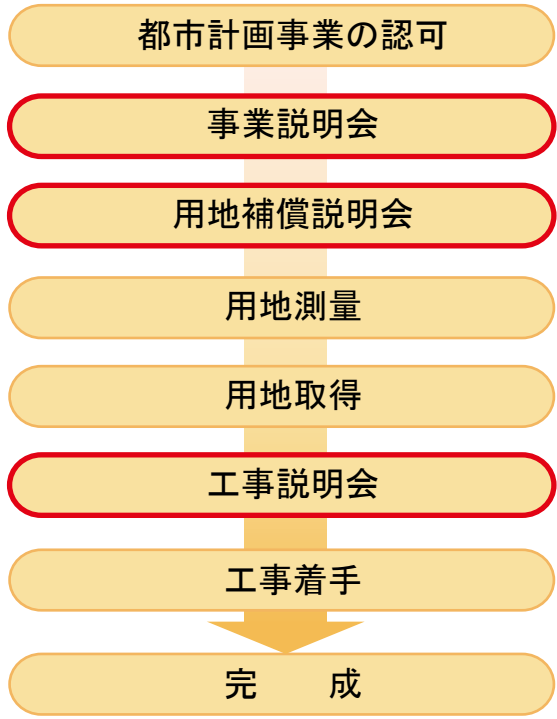 都市計画事業の認可
事業説明会
用地補償説明会
用地測量
用地取得
工事説明会
工事着手
完　　成